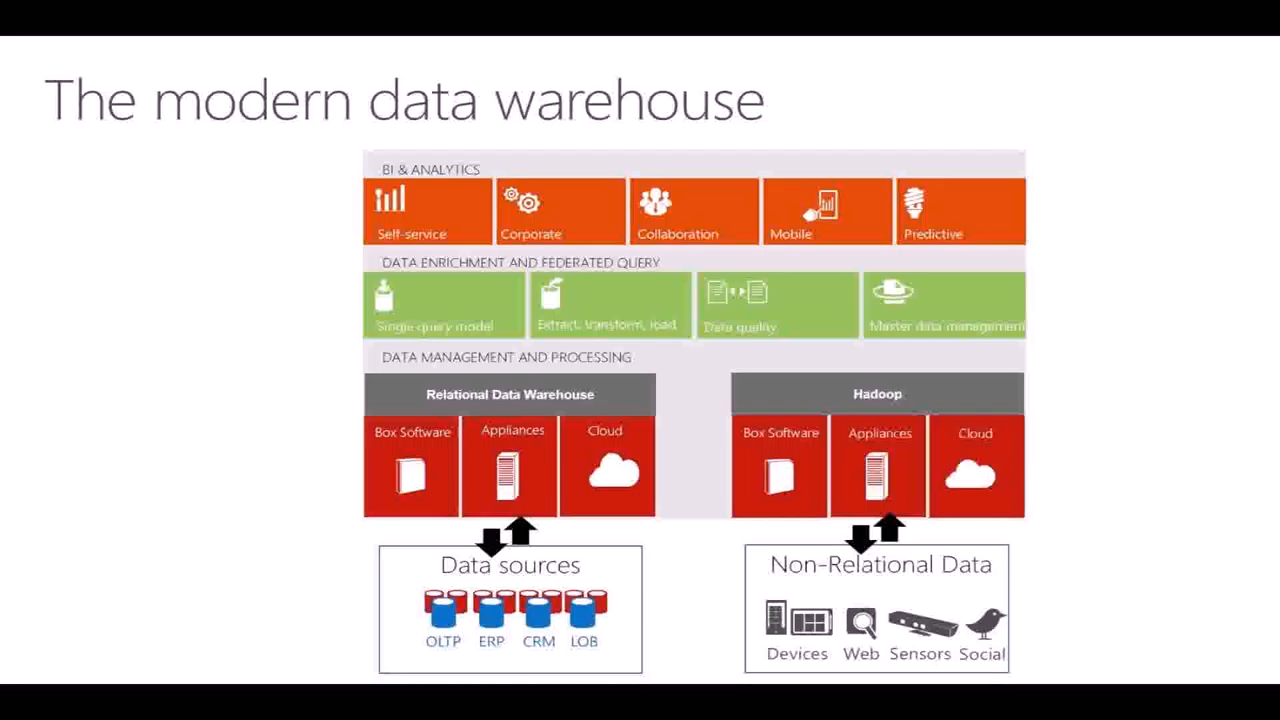 The modern data warehouse
BI & ANALYTICS
Self-service
Corporate
Collaboration
Mobile
Predictive
DATA ENRICHMENT AND FEDERATED QUERY
Single query model
Extract, transform, load
Data quality
Master data management
DATA MANAGEMENT AND PROCESSING
Relational Data Warehouse
Hadoop
Box Software
Appliances
Cloud
Box Software
Appliances
Cloud
Data sources
OLTP
ERP
CRM
LOB
Non-Relational Data
Devices
Web
Sensors
Social